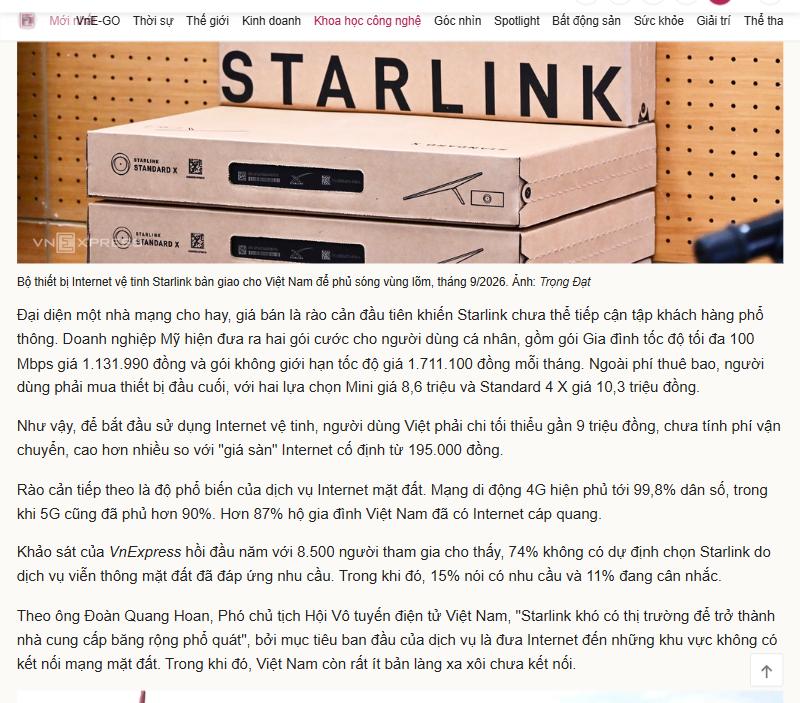 Mới nhất VnE-GO Thời sự Thế giới Kinh doanh Khoa học công nghệ Góc nhìn Spotlight Bất động sản Sức khỏe Giải trí Thể tha
STARLINK
STARLINK
STANDARD X
STANDARD X
STARLINK
STANDARD X
VNEXPRESS
Bộ thiết bị Internet vệ tinh Starlink bàn giao cho Việt Nam để phủ sóng vùng lõm, tháng 9/2026. Ảnh: Trọng Đạt
Đại diện một nhà mạng cho hay, giá bán là rào cản đầu tiên khiến Starlink chưa thể tiếp cận tập khách hàng phổ
thông. Doanh nghiệp Mỹ hiện đưa ra hai gói cước cho người dùng cá nhân, gồm gói Gia đình tốc độ tối đa 100
Mbps giá 1.131.990 đồng và gói không giới hạn tốc độ giá 1.711.100 đồng mỗi tháng. Ngoài phí thuê bao, người
dùng phải mua thiết bị đầu cuối, với hai lựa chọn Mini giá 8,6 triệu và Standard 4 X giá 10,3 triệu đồng.
Như vậy, để bắt đầu sử dụng Internet vệ tinh, người dùng Việt phải chi tối thiểu gần 9 triệu đồng, chưa tính phí vận
chuyển, cao hơn nhiều so với "giá sàn" Internet cố định từ 195.000 đồng.
Rào cản tiếp theo là độ phổ biến của dịch vụ Internet mặt đất. Mạng di động 4G hiện phủ tới 99,8% dân số, trong
khi 5G cũng đã phủ hơn 90%. Hơn 87% hộ gia đình Việt Nam đã có Internet cáp quang.
Khảo sát của VnExpress hồi đầu năm với 8.500 người tham gia cho thấy, 74% không có dự định chọn Starlink do
dịch vụ viễn thông mặt đất đã đáp ứng nhu cầu. Trong khi đó, 15% nói có nhu cầu và 11% đang cân nhắc.
Theo ông Đoàn Quang Hoan, Phó chủ tịch Hội Vô tuyến điện tử Việt Nam, "Starlink khó có thị trường để trở thành
nhà cung cấp băng rộng phổ quát", bởi mục tiêu ban đầu của dịch vụ là đưa Internet đến những khu vực không có
kết nối mạng mặt đất. Trong khi đó, Việt Nam còn rất ít bản làng xa xôi chưa kết nối.